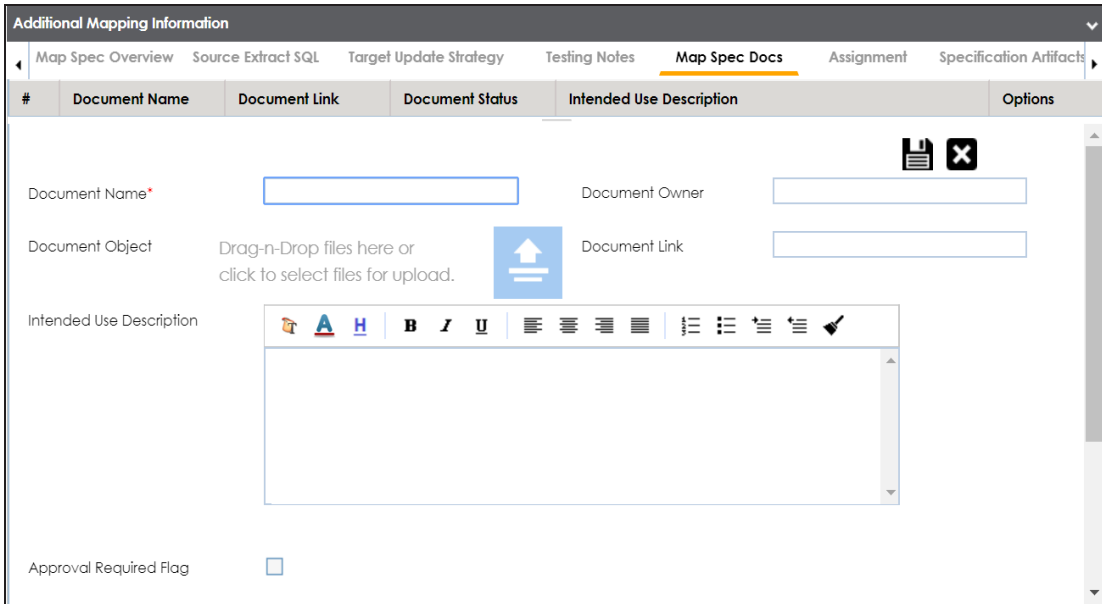 Additional Mapping Information
Map Spec Overview Source Extract SQL Target Update Strategy Testing Notes Map Spec Docs Assignment Specification Artifacts
# Document Name Document Link Document Status Intended Use Description Options
Document Name* Document Owner
Document Object Drag-n-Drop files here or
click to select files for upload. Document Link
Intended Use Description
A H B I U
Approval Required Flag